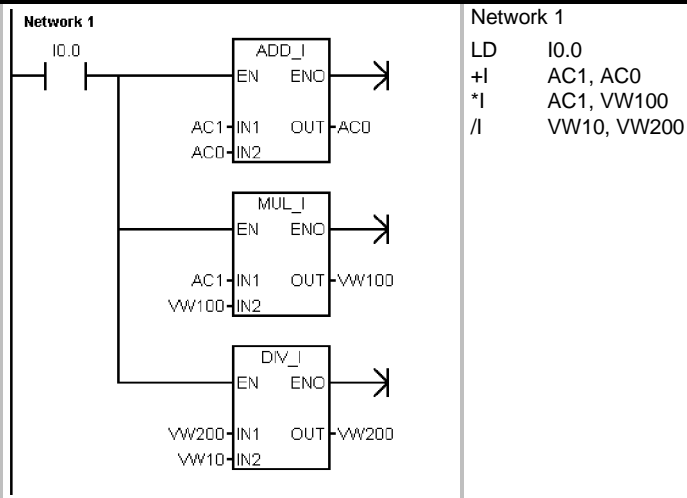 Network 1
I0.0
ADD_I
EN ENO
AC1 IN1 OUT AC0
AC0 IN2
MUL_I
EN ENO
AC1 IN1 OUT VW100
VW100 IN2
DIV_I
EN ENO
VW200 IN1 OUT VW200
VW10 IN2
Network 1
LD I0.0
+I AC1, AC0
*I AC1, VW100
/I VW10, VW200